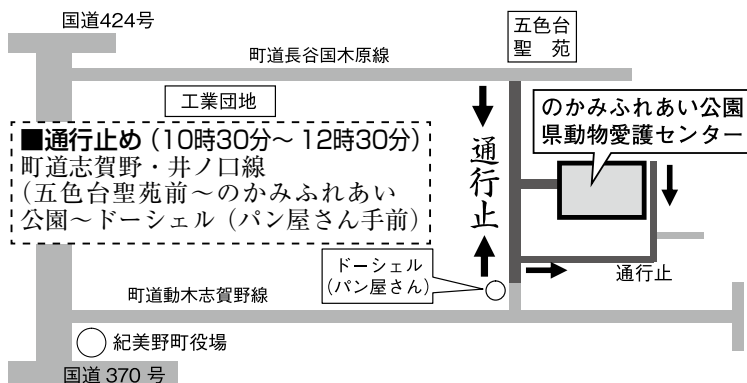 国道424号
五色台
聖苑
町道長谷国木原線
工業団地
のかみふれあい公園
県動物愛護センター
■通行止め（10時30分～12時30分）
町道志賀野・井ノ口線
（五色台聖苑前～のかみふれあい
公園～ドーシェル（パン屋さん手前）
通行止
ドーシェル
（パン屋さん）
通行止
町道動木志賀野線
紀美野町役場
国道370号